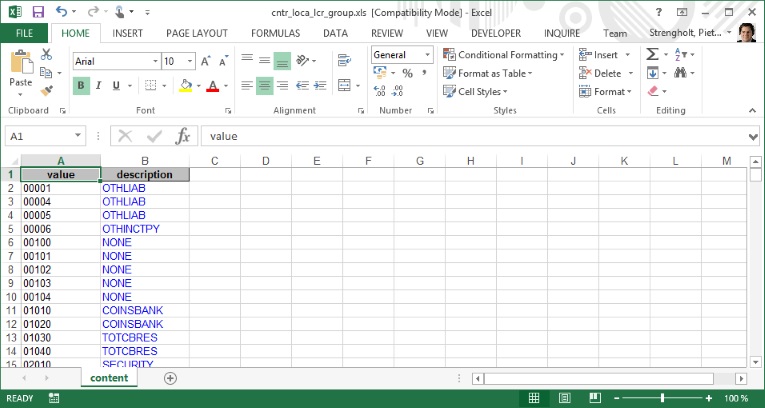 cntr_loca_lcr_group.xls [Compatibility Mode] - Excel
FILE HOME INSERT PAGE LAYOUT FORMULAS DATA REVIEW VIEW DEVELOPER INQUIRE Team Strengholt, Piet...
Paste
Arial 10
B I U
General
Conditional Formatting
Format as Table
Cell Styles
Insert
Delete
Format
Clipboard Font Alignment Number Styles Cells Editing
A1 fx value
A B C D E F G H I J K L M
1 value description
2 00001 OTHLIAB
3 00004 OTHLIAB
4 00005 OTHLIAB
5 00006 OTHINCTPY
6 00100 NONE
7 00101 NONE
8 00102 NONE
9 00103 NONE
10 00104 NONE
11 01010 COINSBANK
12 01020 COINSBANK
13 01030 TOTCBRES
14 01040 TOTCBRES
15 02010 SECURITY
content
READY 100 %